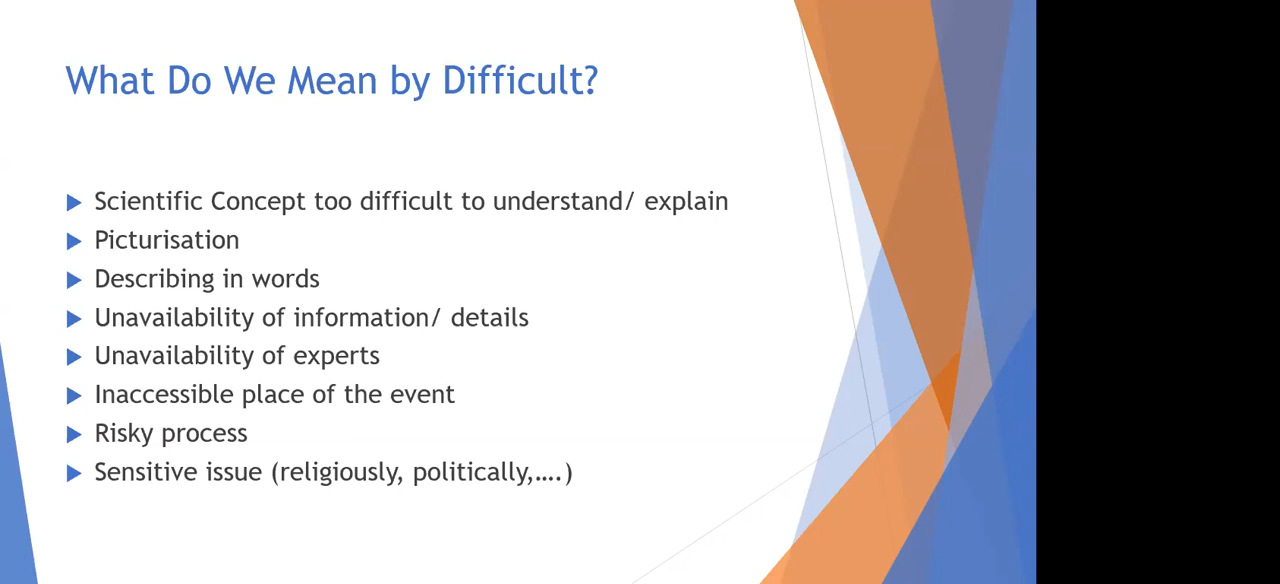 What Do We Mean by Difficult?
Scientific Concept too difficult to understand/ explain
Picturisation
Describing in words
Unavailability of information/ details
Unavailability of experts
Inaccessible place of the event
Risky process
Sensitive issue (religiously, politically,....)